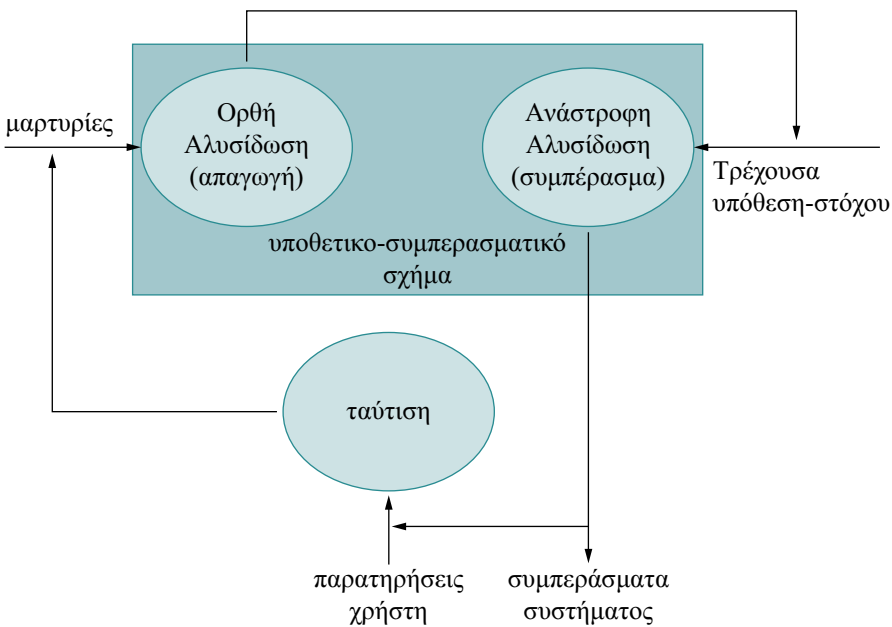 μαρτυρίες
Ορθή
Αλυσίδωση
(απαγωγή)
Ανάστροφη
Αλυσίδωση
(συμπέρασμα)
Τρέχουσα
υπόθεση-στόχου
υποθετικο-συμπερασματικό
σχήμα
ταύτιση
παρατηρήσεις
χρήστη
συμπεράσματα
συστήματος